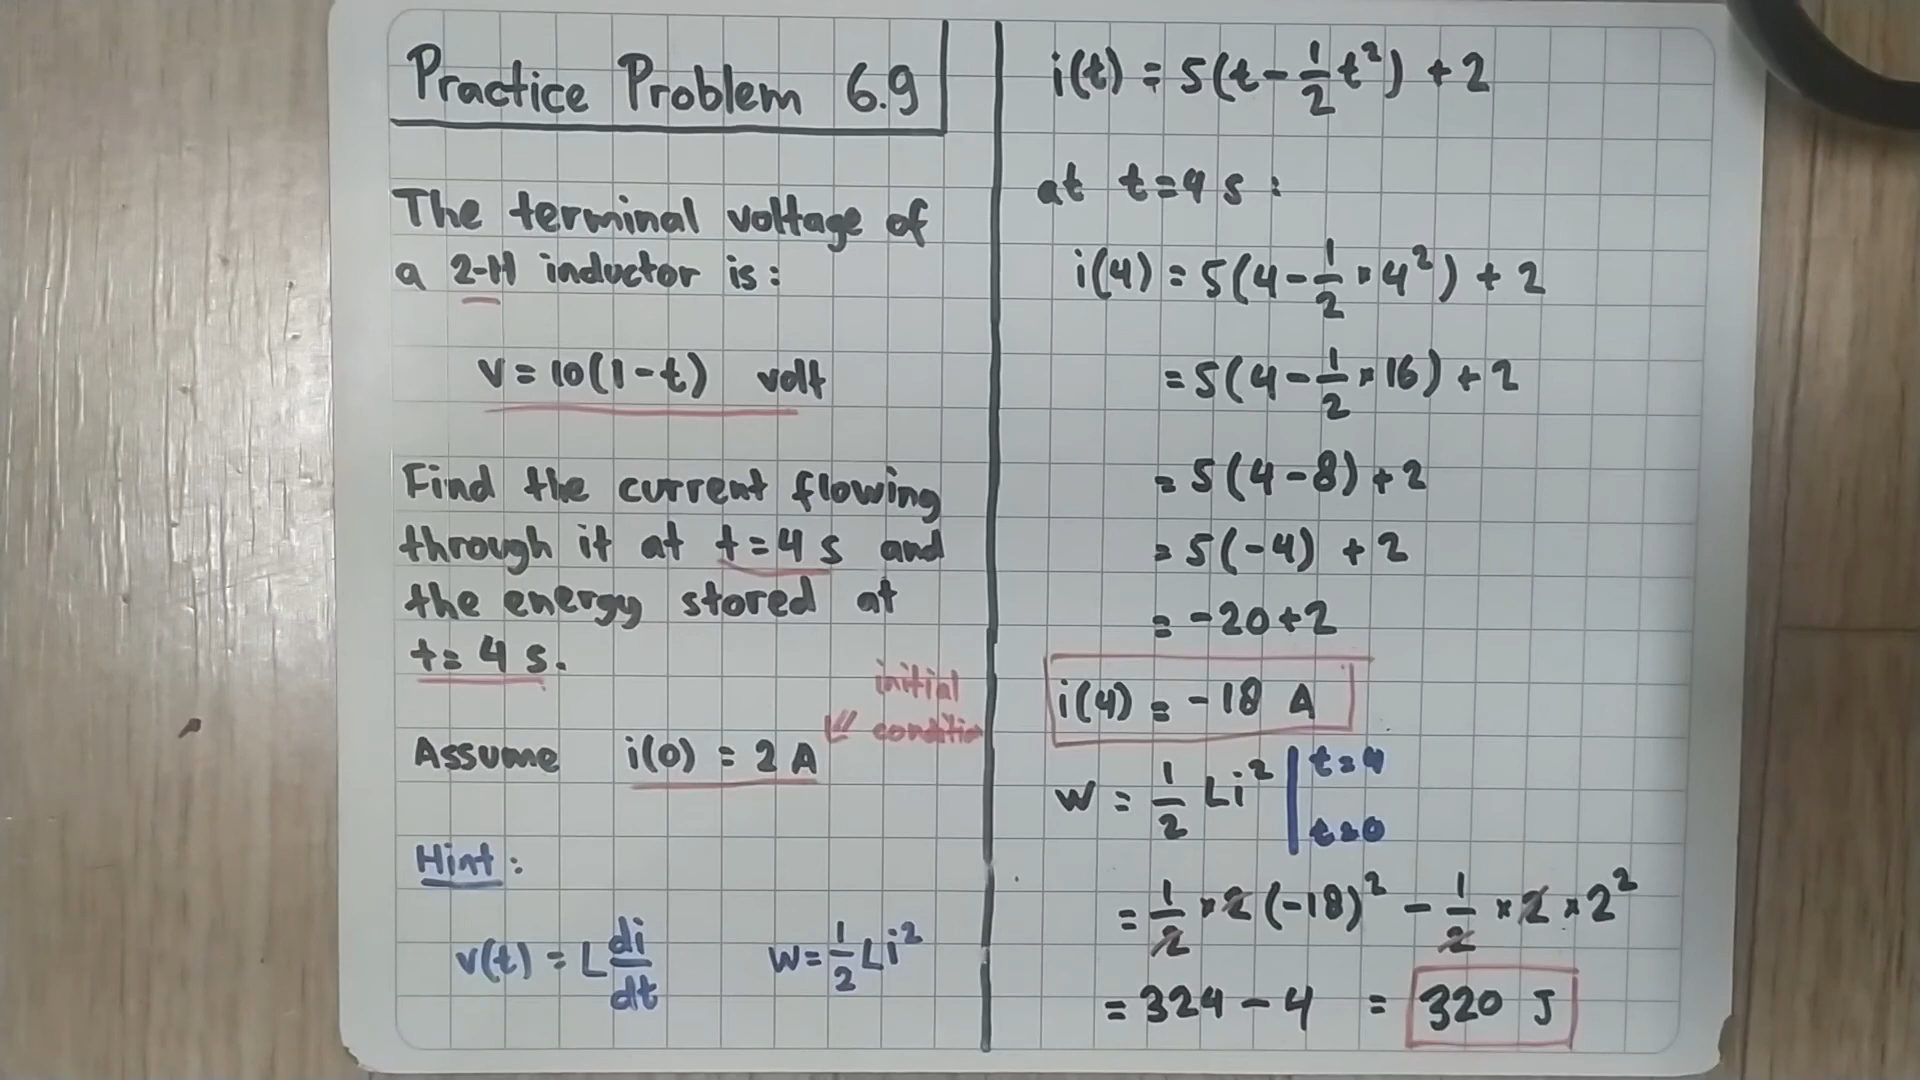 Practice Problem 6.9
The terminal voltage of
a 2-H inductor is:
v = 10(1-t) volt
Find the current flowing
through it at t=4 s and
the energy stored at
t= 4 s.
initial
condition
Assume i(0) = 2 A
Hint:
v(t) = L di/dt W = 1/2 Li²
i(t) = 5(t - 1/2 t²) + 2
at t=4 s:
i(4) = 5(4 - 1/2 × 4²) + 2
= 5(4 - 1/2 × 16) + 2
= 5(4-8) + 2
= 5(-4) + 2
= -20+2
i(4) = -18 A
W = 1/2 Li² | t=4 t=0
= 1/2 × 2 (-18)² - 1/2 × 2 × 2²
= 324 - 4 = 320 J